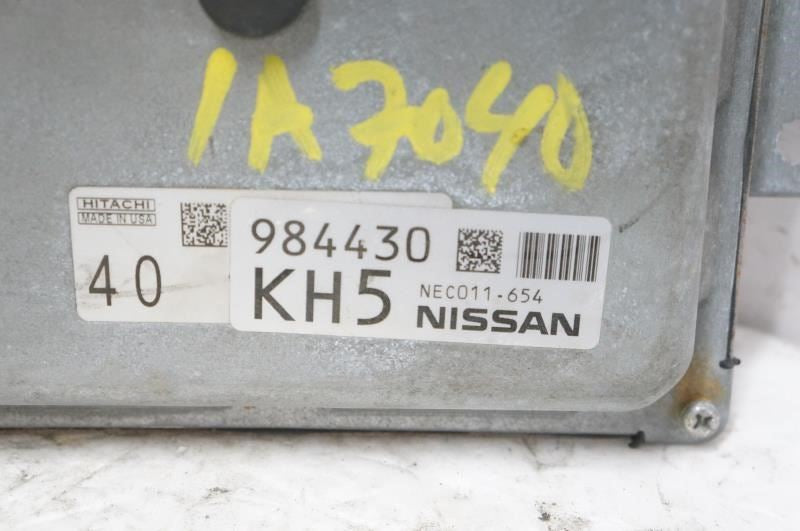 1A7040
HITACHI
MADE IN USA
40
984430
KH5
NEC011-654
NISSAN